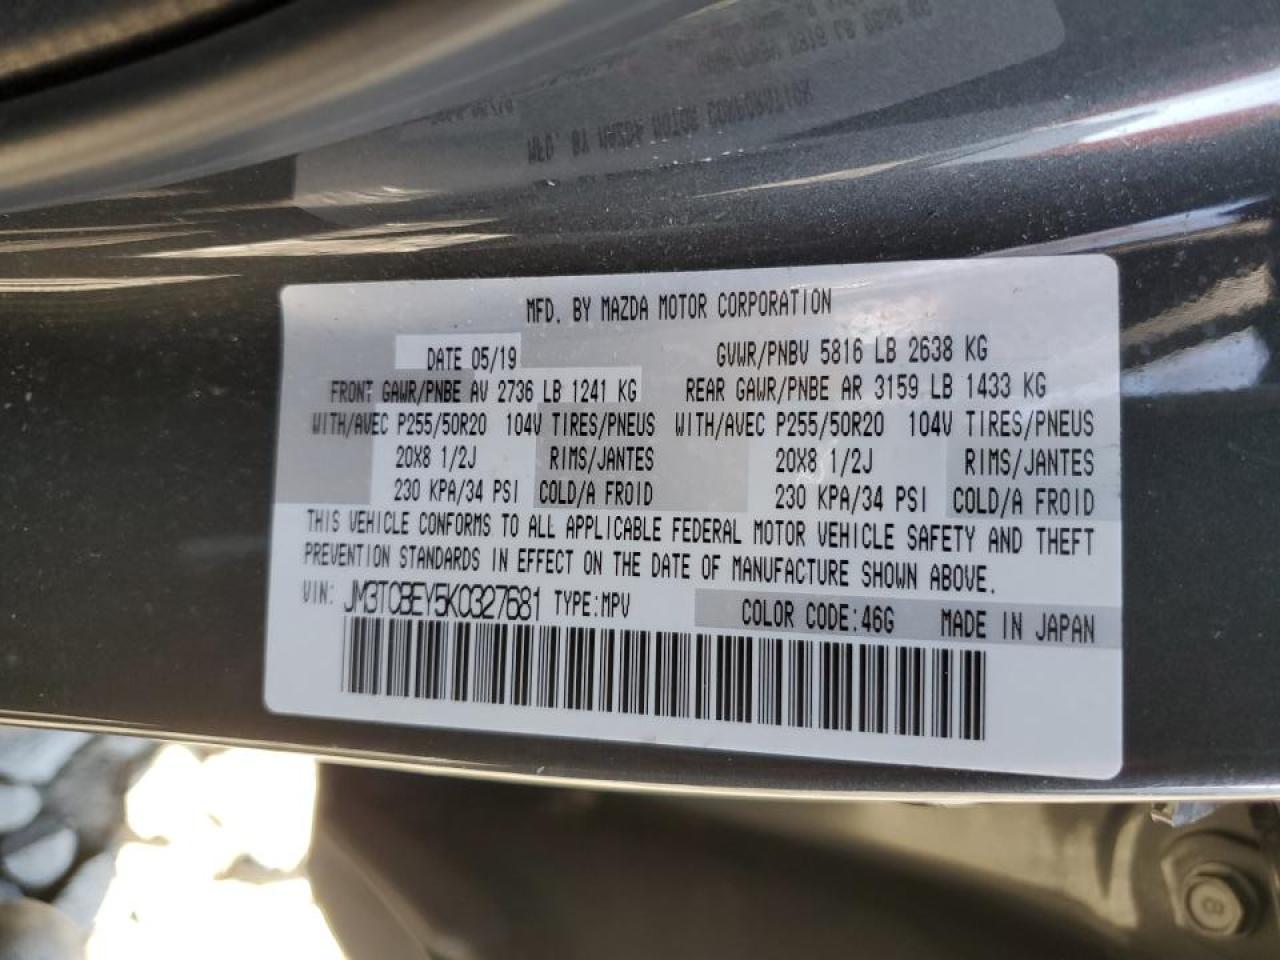 MFD. BY MAZDA MOTOR CORPORATION
DATE 05/19 GVWR/PNBV 5816 LB 2638 KG
FRONT GAWR/PNBE AV 2736 LB 1241 KG REAR GAWR/PNBE AR 3159 LB 1433 KG
WITH/AVEC P255/50R20 104V TIRES/PNEUS WITH/AVEC P255/50R20 104V TIRES/PNEUS
20X8 1/2J RIMS/JANTES 20X8 1/2J RIMS/JANTES
230 KPA/34 PSI COLD/A FROID 230 KPA/34 PSI COLD/A FROID
THIS VEHICLE CONFORMS TO ALL APPLICABLE FEDERAL MOTOR VEHICLE SAFETY AND THEFT
PREVENTION STANDARDS IN EFFECT ON THE DATE OF MANUFACTURE SHOWN ABOVE.
VIN: JM3TCBEY5K0327681 TYPE:MPV COLOR CODE:46G MADE IN JAPAN
8